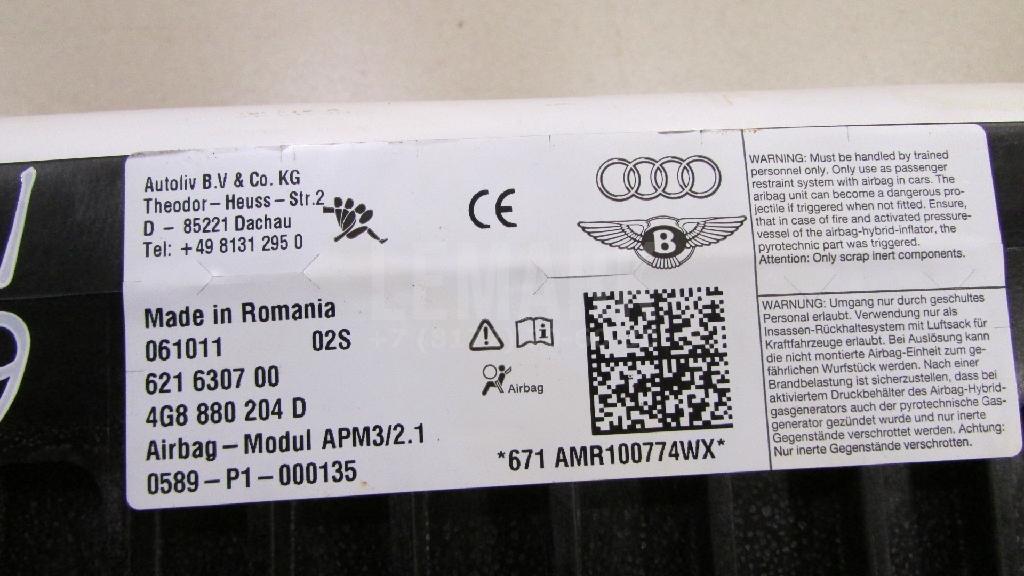 Autoliv B.V & Co. KG
Theodor-Heuss-Str.2
D - 85221 Dachau
Tel: +49 8131 295 0
CE
B
WARNING: Must be handled by trained
personnel only. Only use as passenger
restraint system with airbag in cars. The
aribag unit can become a dangerous pro-
jectile if triggered when not fitted. Ensure,
that in case of fire and activated pressure-
vessel of the airbag-hybrid-inflator, the
pyrotechnic part was triggered.
Attention: Only scrap inert components.
Made in Romania
061011 02S
621 6307 00
4G8 880 204 D
Airbag-Modul APM3/2.1
0589-P1-000135
Airbag
*671 AMR100774WX*
WARNUNG: Umgang nur durch geschultes
Personal erlaubt. Verwendung nur als
Insassen-Rückhaltesystem mit Luftsack für
Kraftfahrzeuge erlaubt. Bei Auslösung kann
die nicht montierte Airbag-Einheit zum ge-
fährlichen Wurfstück werden. Nach einer
Brandbelastung ist sicherzustellen, dass bei
aktiviertem Druckbehälter des Airbag-Hybrid-
gasgenerators auch der pyrotechnische Gas-
generator gezündet wurde und nur inerte
Gegenstände verschrottet werden. Achtung:
Nur inerte Gegenstände verschrotten.